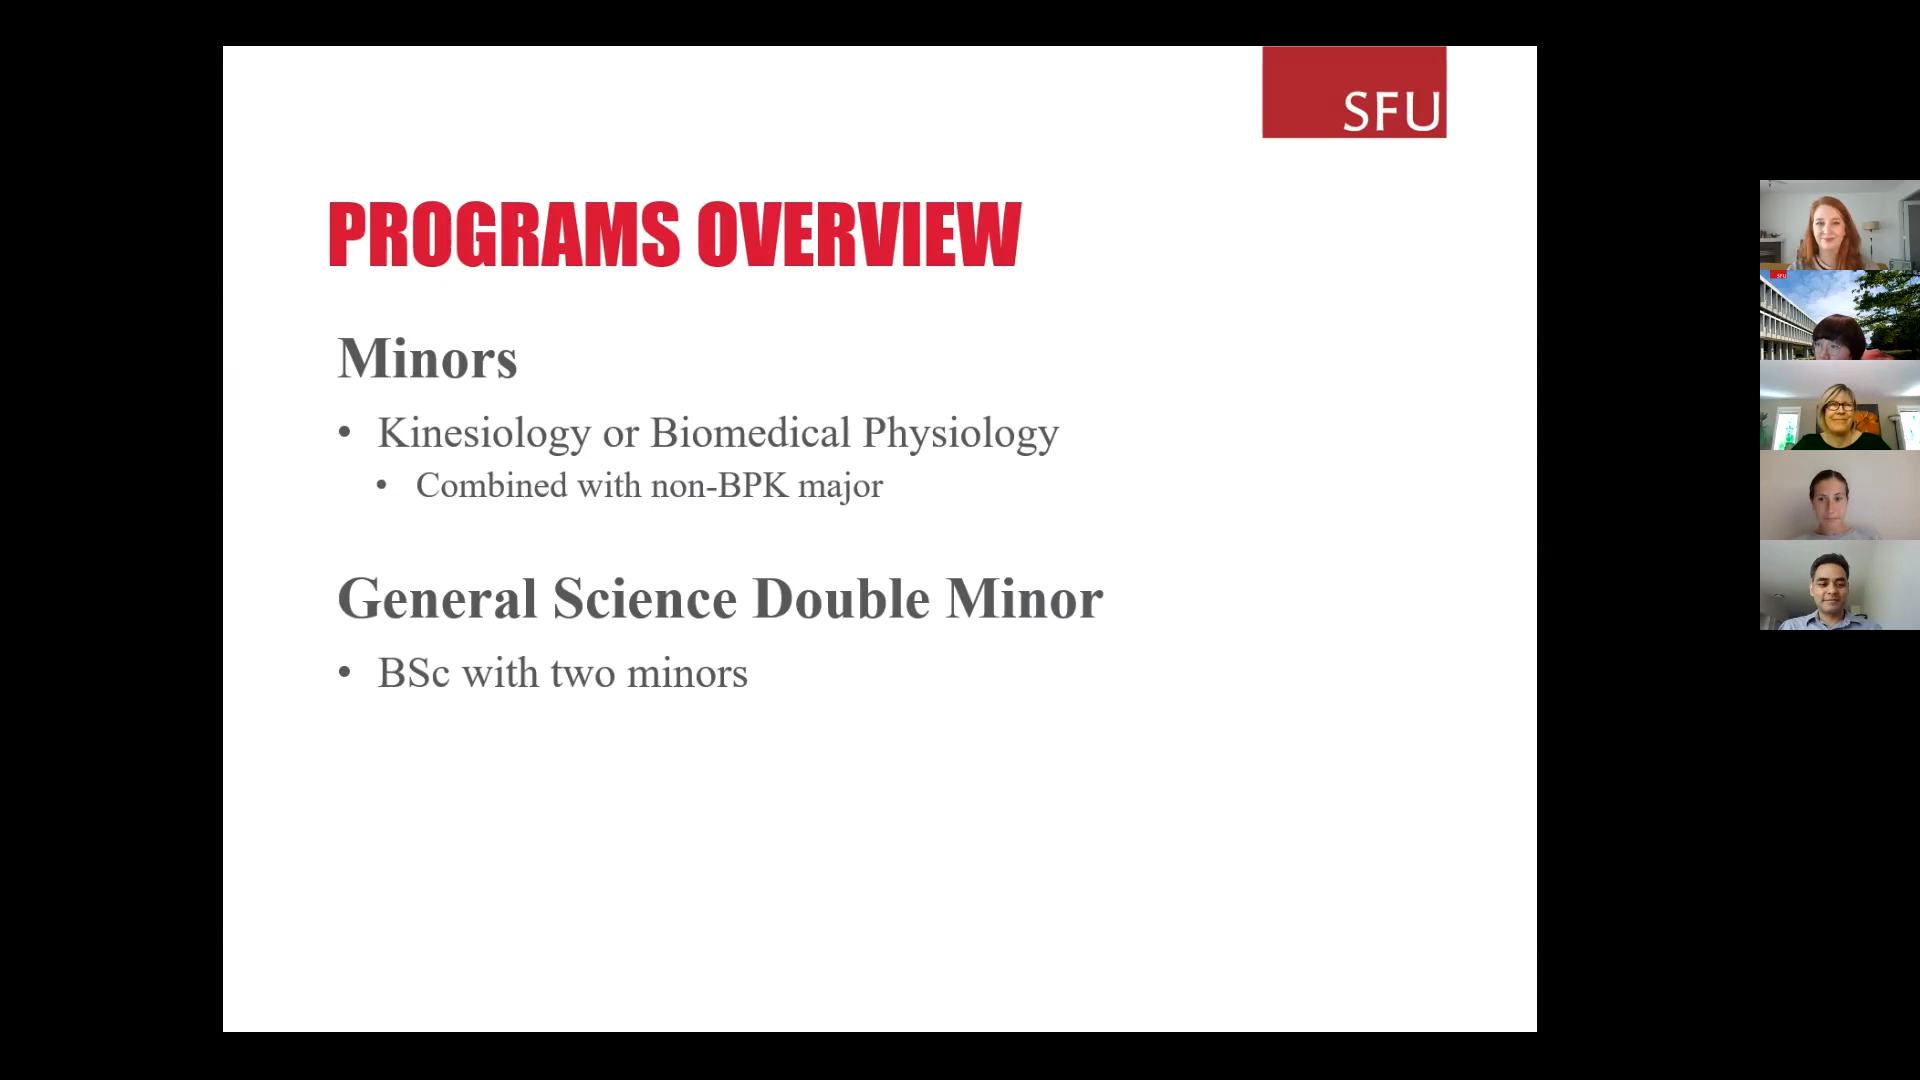 SFU
PROGRAMS OVERVIEW
Minors
• Kinesiology or Biomedical Physiology
• Combined with non-BPK major
General Science Double Minor
• BSc with two minors
SFU